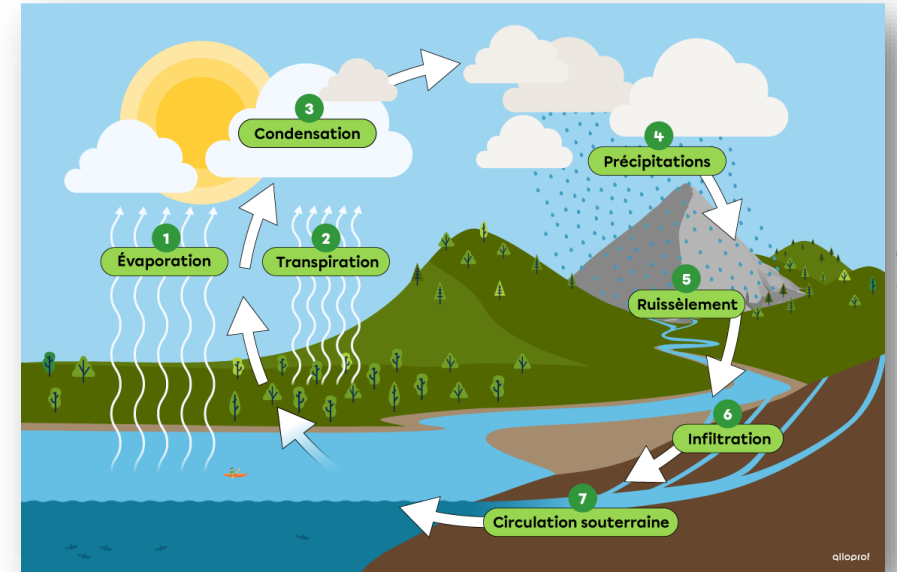 1
Évaporation
2
Transpiration
3
Condensation
4
Précipitations
5
Ruissèlement
6
Infiltration
7
Circulation souterraine
alloprof